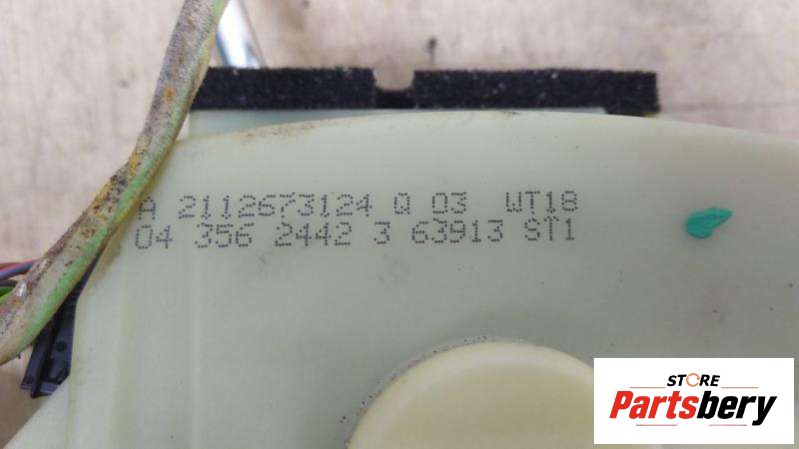 A 2112673124 Q 03 WT18
04 356 2442 3 63913 ST1
STORE
Partsbery